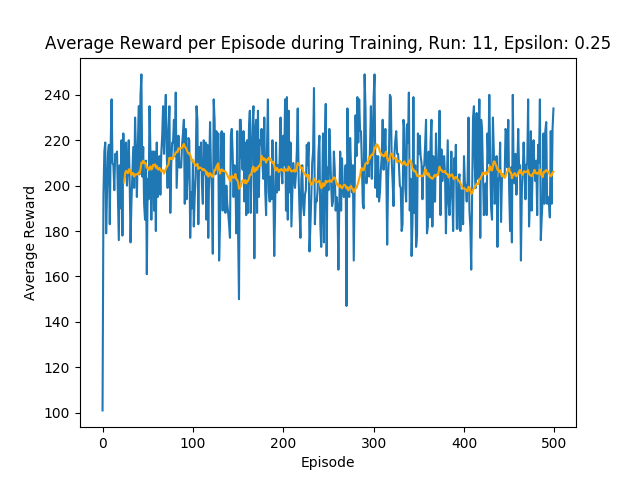 Average Reward per Episode during Training, Run: 11, Epsilon: 0.25
Average Reward
240
220
200
180
160
140
120
100
0 100 200 300 400 500
Episode